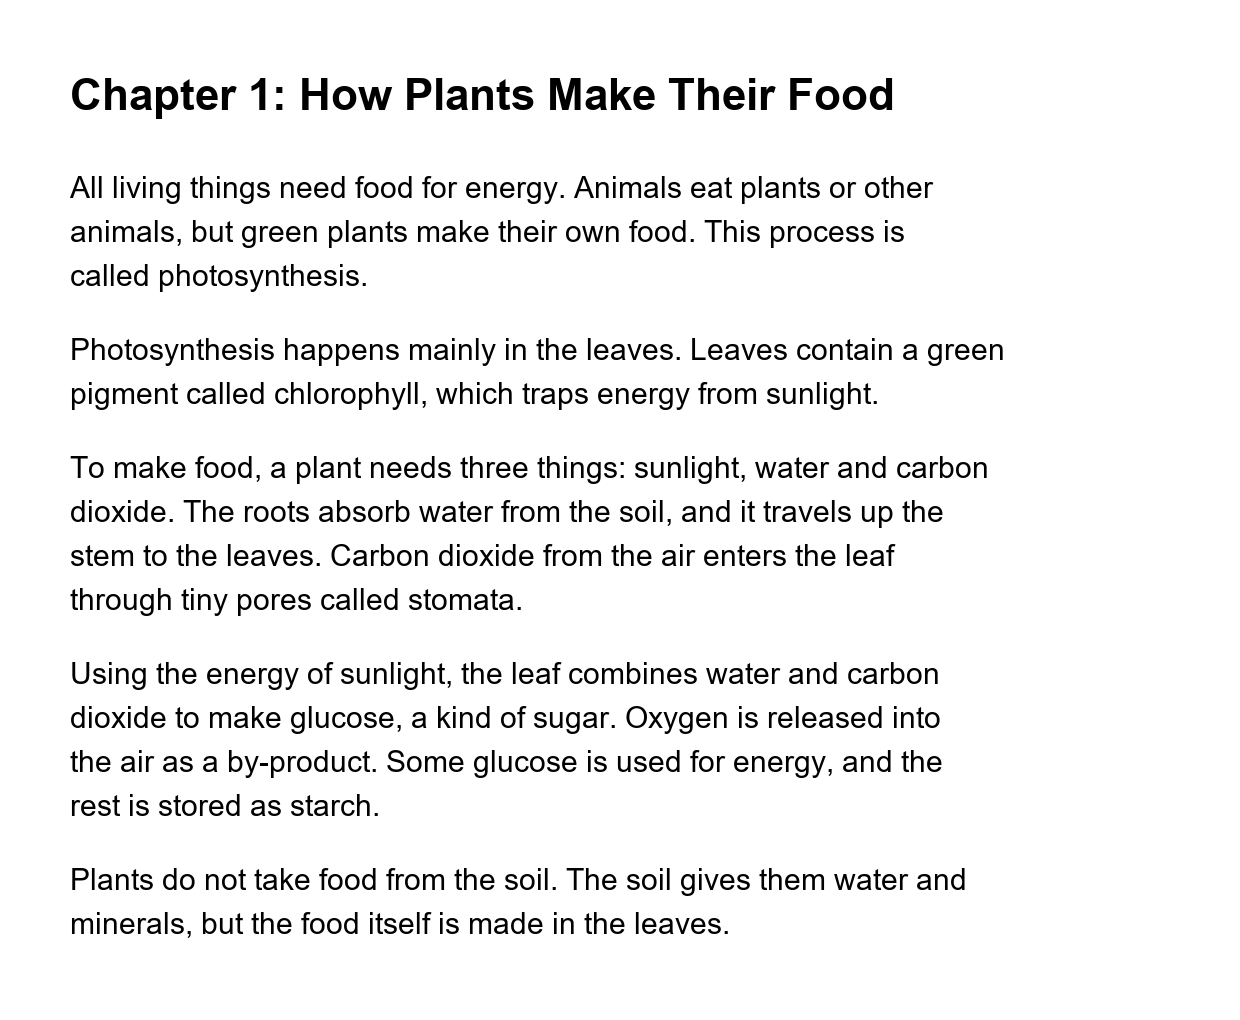 Chapter 1: How Plants Make Their Food
All living things need food for energy. Animals eat plants or other
animals, but green plants make their own food. This process is
called photosynthesis.
Photosynthesis happens mainly in the leaves. Leaves contain a green
pigment called chlorophyll, which traps energy from sunlight.
To make food, a plant needs three things: sunlight, water and carbon
dioxide. The roots absorb water from the soil, and it travels up the
stem to the leaves. Carbon dioxide from the air enters the leaf
through tiny pores called stomata.
Using the energy of sunlight, the leaf combines water and carbon
dioxide to make glucose, a kind of sugar. Oxygen is released into
the air as a by-product. Some glucose is used for energy, and the
rest is stored as starch.
Plants do not take food from the soil. The soil gives them water and
minerals, but the food itself is made in the leaves.